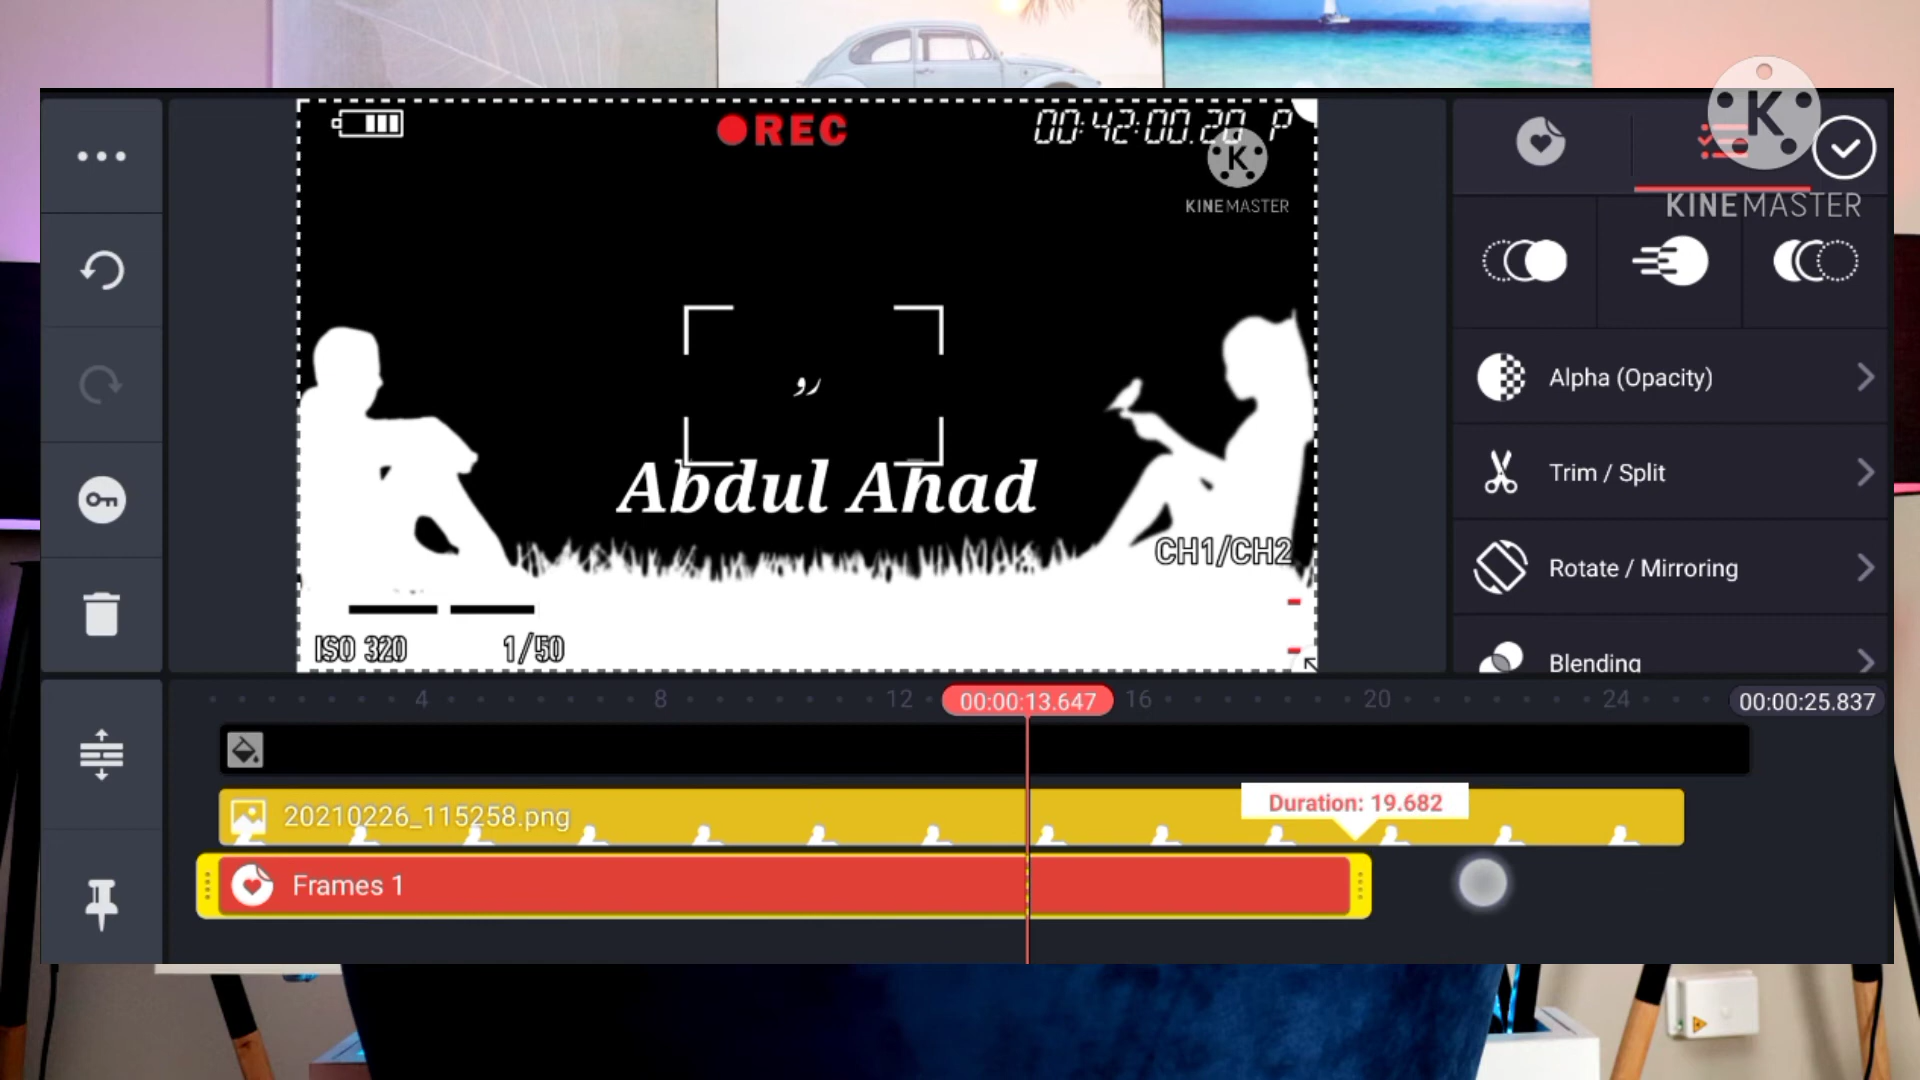 REC
00:42:00.20 P
KINEMASTER
KINEMASTER
Abdul Ahad
CH1/CH2
ISO 320 1/50
Alpha (Opacity)
Trim / Split
Rotate / Mirroring
Blending
4 8 12 00:00:13.647 16 20 24 00:00:25.837
20210226_115258.png
Duration: 19.682
Frames 1